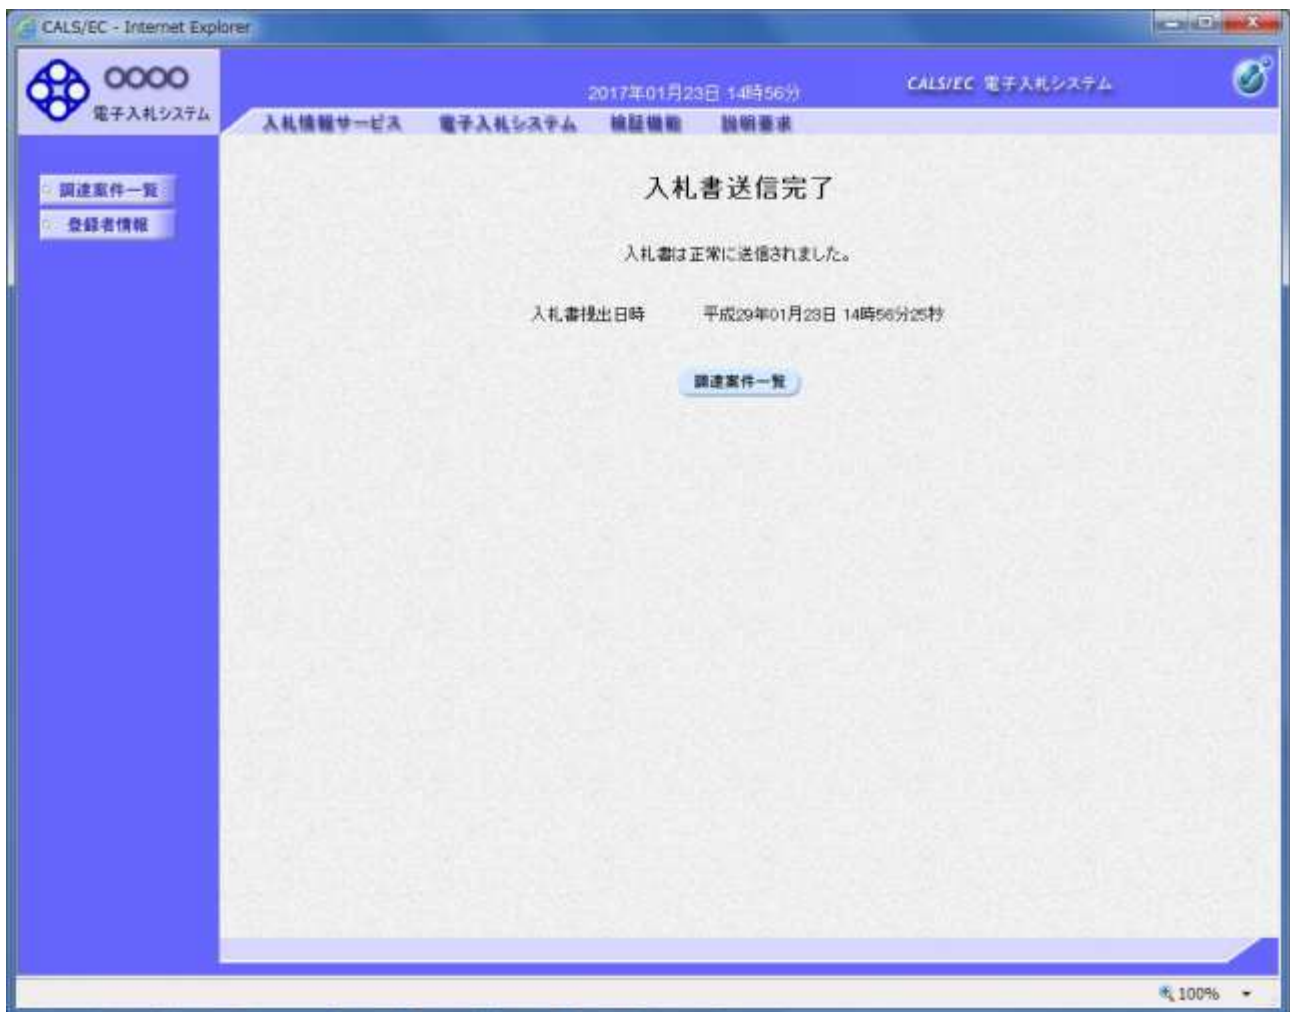 CALS/EC - Internet Explorer
〇〇〇〇
電子入札システム
2017年01月23日 14時56分
CALS/EC 電子入札システム
入札情報サービス 電子入札システム 検証機能 説明要求
調達案件一覧
登録者情報
入札書送信完了
入札書は正常に送信されました。
入札書提出日時 平成29年01月23日 14時56分25秒
調達案件一覧
100%